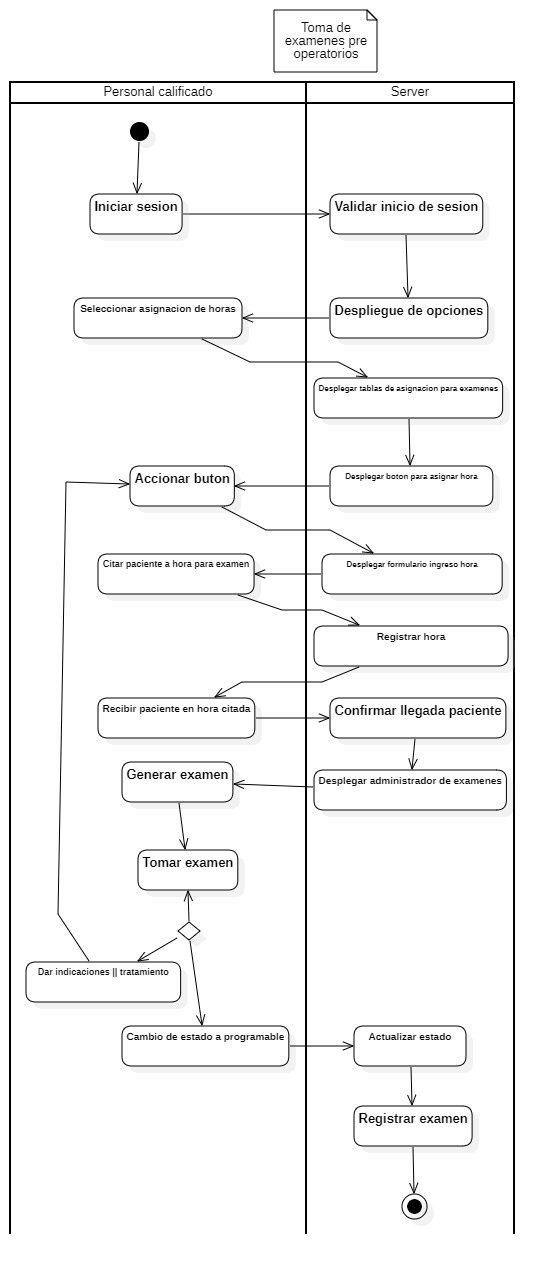 Toma de
examenes pre
operatorios
Personal calificado
Server
Iniciar sesion
Validar inicio de sesion
Seleccionar asignacion de horas
Despliegue de opciones
Desplegar tablas de asignacion para examenes
Accionar buton
Desplegar boton para asignar hora
Citar paciente a hora para examen
Desplegar formulario ingreso hora
Registrar hora
Recibir paciente en hora citada
Confirmar llegada paciente
Generar examen
Desplegar administrador de examenes
Tomar examen
Dar indicaciones || tratamiento
Cambio de estado a programable
Actualizar estado
Registrar examen